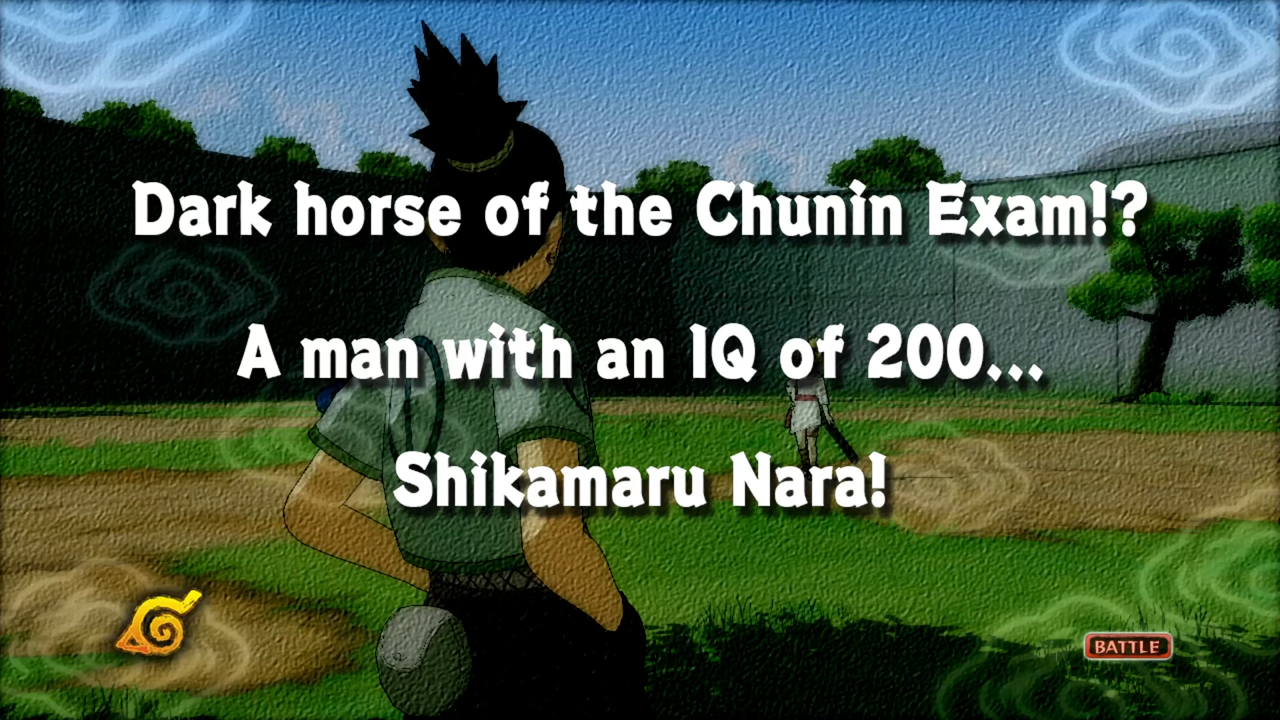 Dark horse of the Chunin Exam!?
A man with an IQ of 200...
Shikamaru Nara!
BATTLE